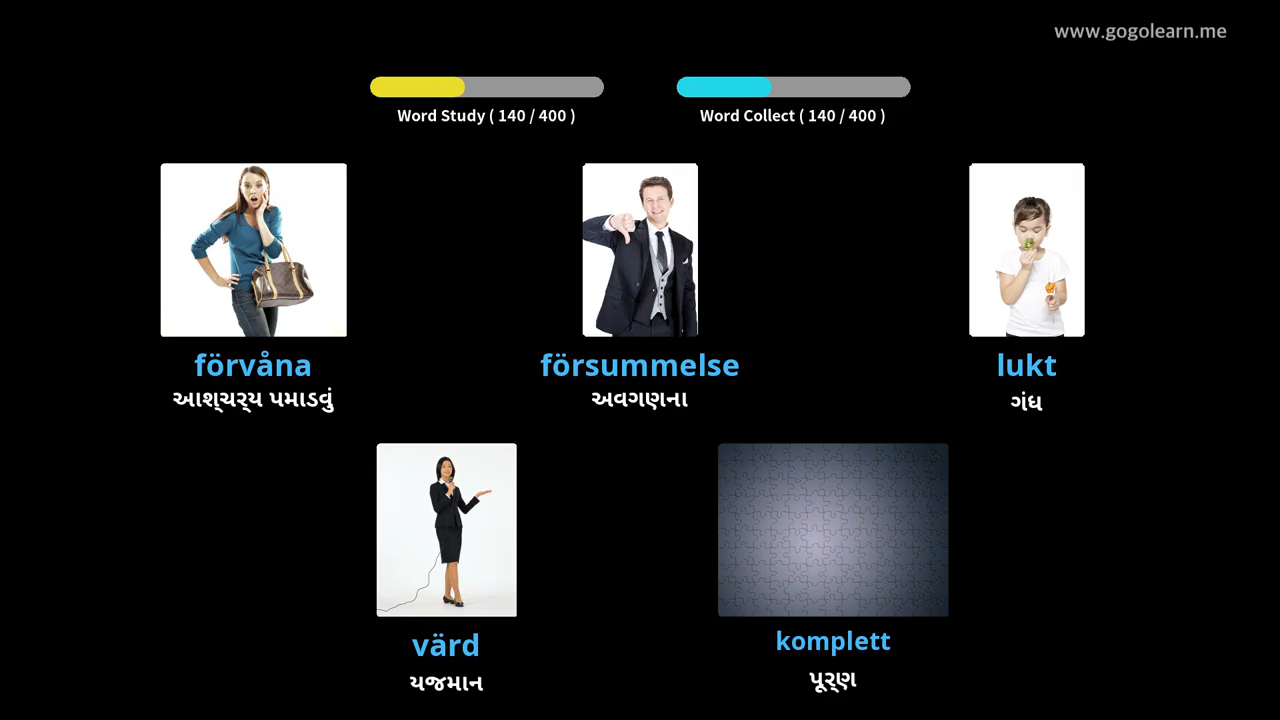 www.gogolearn.me
Word Study ( 140 / 400 )
Word Collect ( 140 / 400 )
förvåna
försummelse
lukt
આશ્ચર્ય પમાડવું
અવગણના
ગંધ
värd
komplett
યજમાન
પૂર્ણ